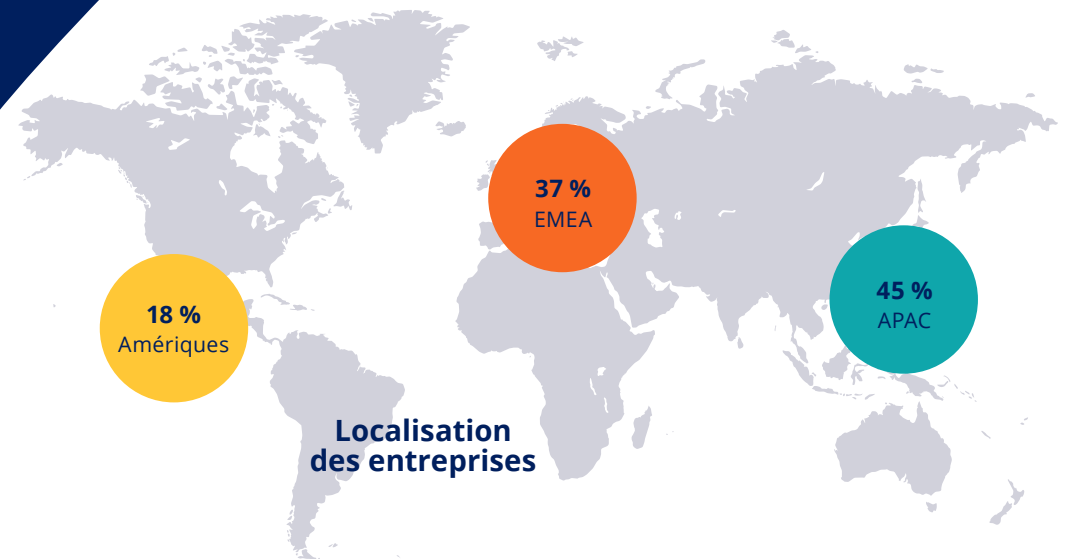 37 %
EMEA
45 %
APAC
18 %
Amériques
Localisation
des entreprises